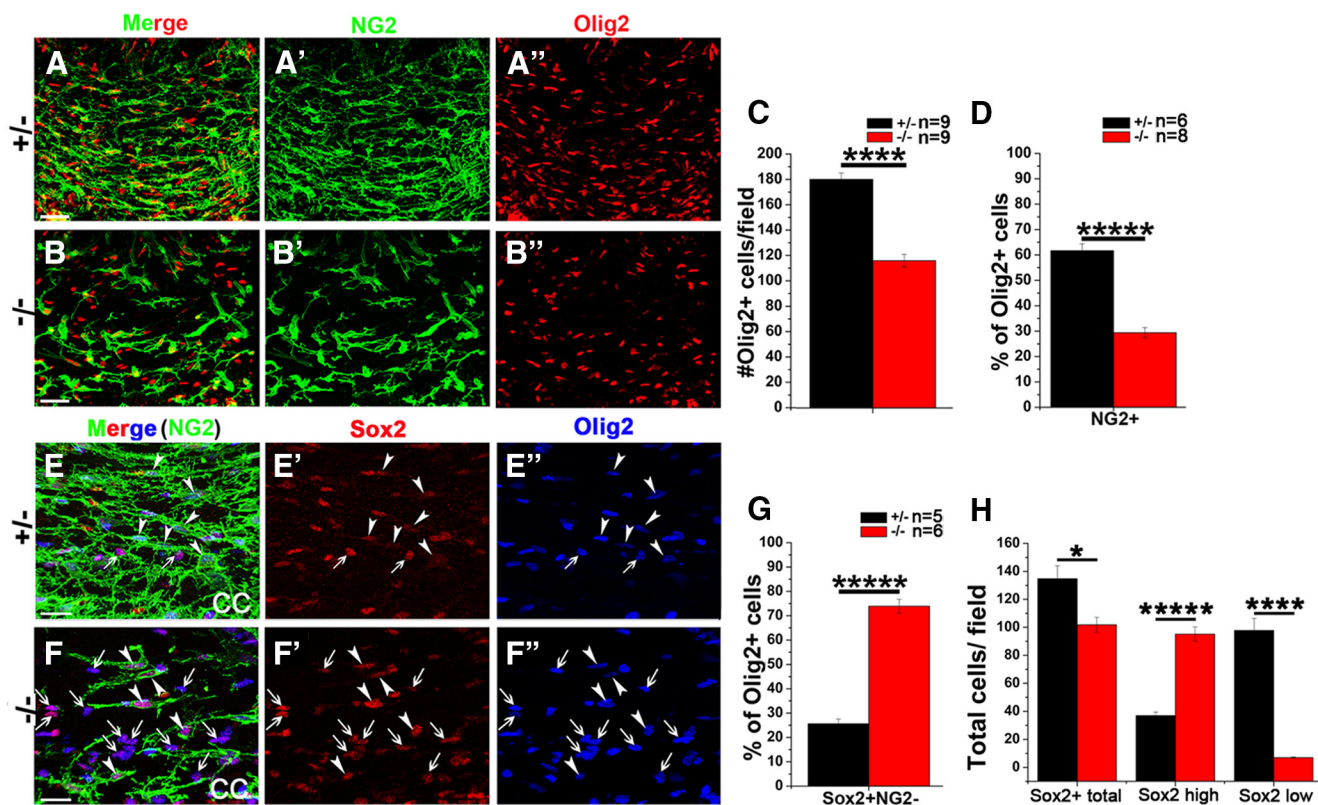 Merge NG2 Olig2
A A’ A’’
+/-
B B’ B’’
-/-
C
+/- n=9
-/- n=9
****
#Olig2+ cells/field
200
180
160
140
120
100
80
60
40
20
0
D
+/- n=6
-/- n=8
*****
% of Olig2+ cells
100
90
80
70
60
50
40
30
20
10
0
NG2+
Merge (NG2) Sox2 Olig2
E E’ E’’
+/-
CC
F F’ F’’
-/-
CC
G
+/- n=5
-/- n=6
*****
% of Olig2+ cells
100
90
80
70
60
50
40
30
20
10
0
Sox2+NG2-
H
* ***** ****
Total cells/ field
160
140
120
100
80
60
40
20
0
Sox2+ total Sox2 high Sox2 low